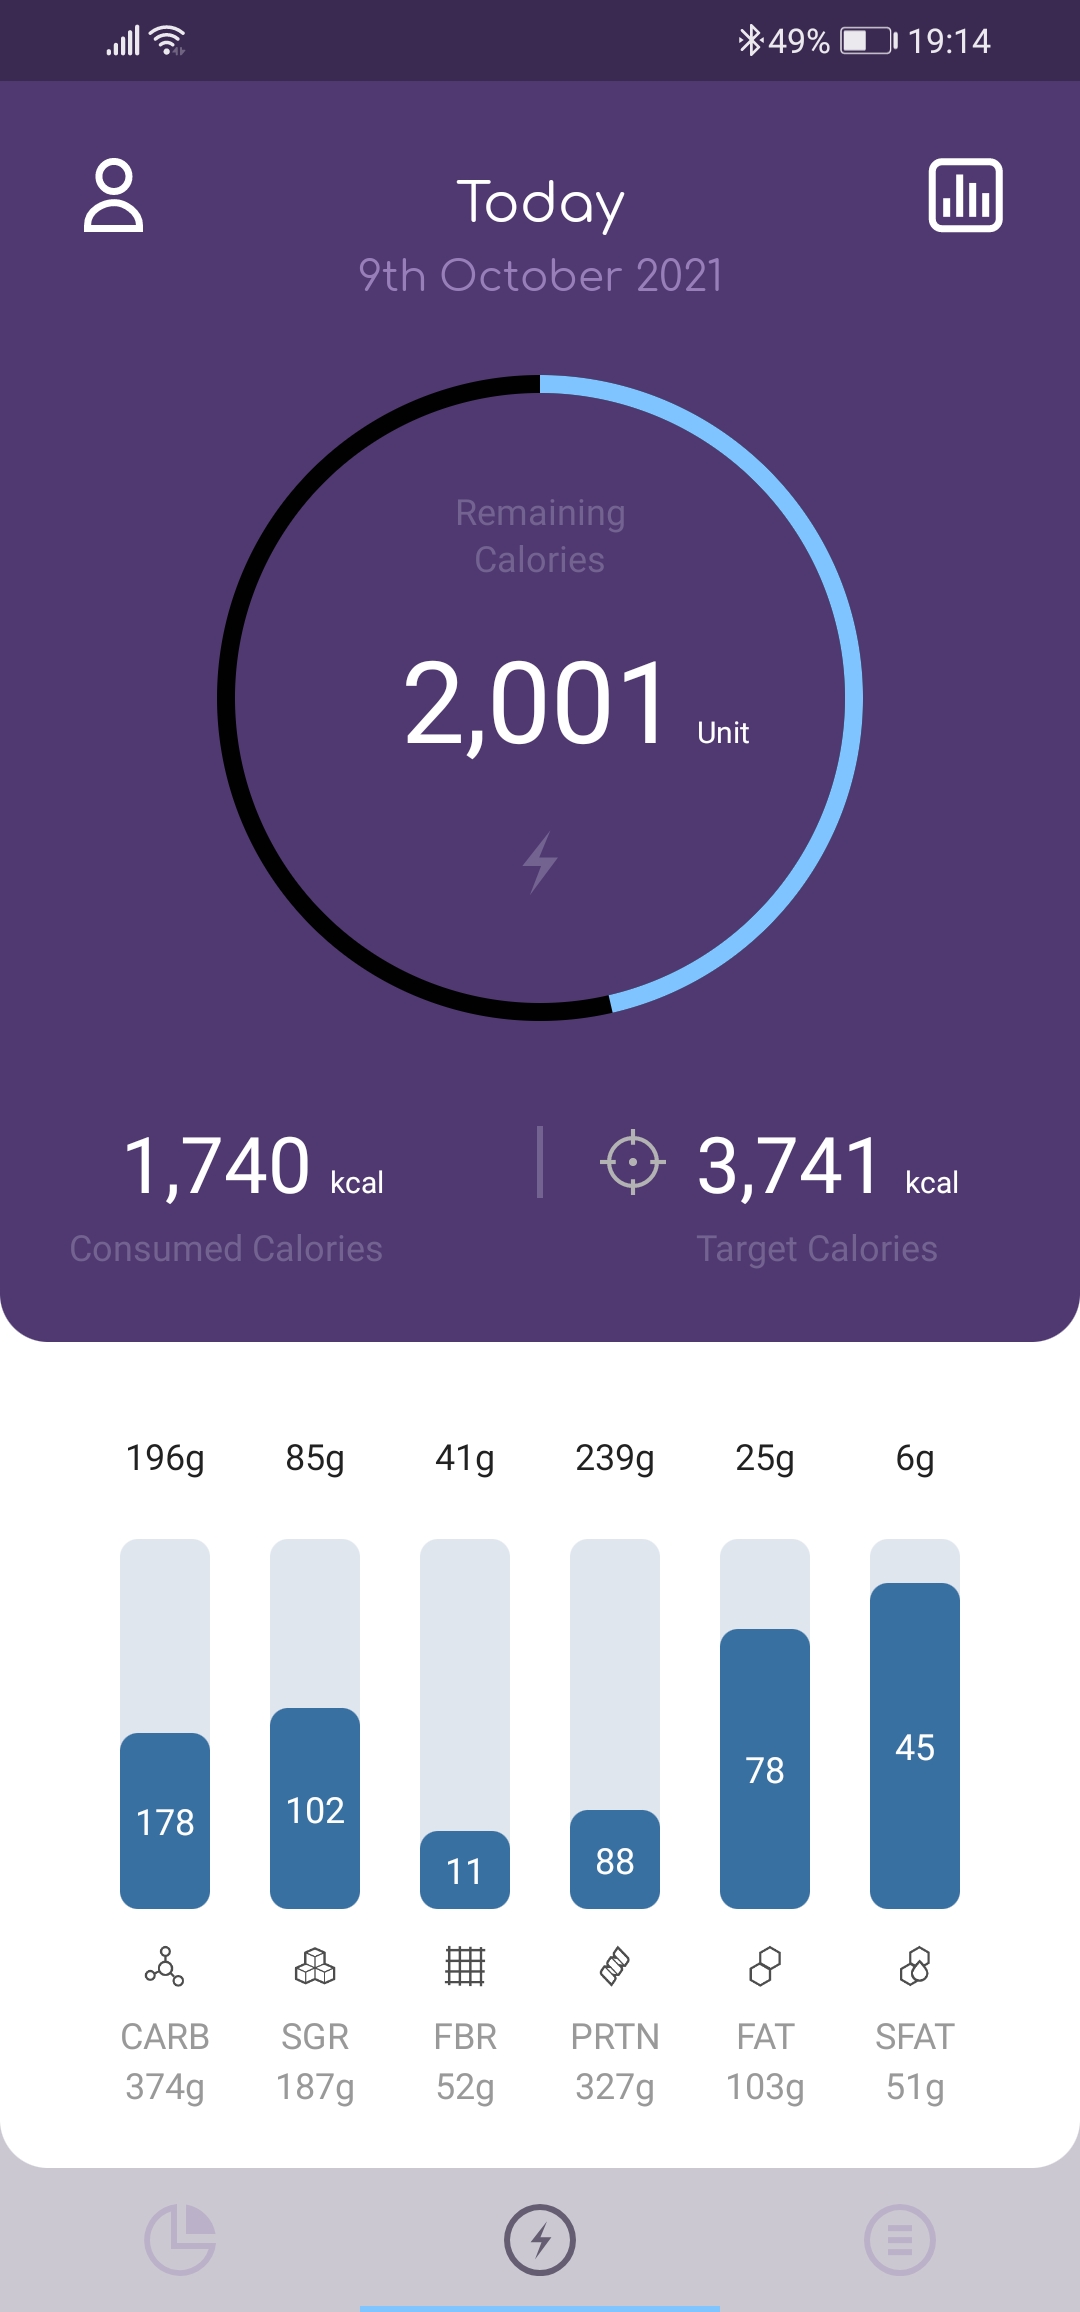 49% 19:14
Today
9th October 2021
Remaining
Calories
2,001 Unit
1,740 kcal 3,741 kcal
Consumed Calories Target Calories
196g 85g 41g 239g 25g 6g
178 102 11 88 78 45
CARB SGR FBR PRTN FAT SFAT
374g 187g 52g 327g 103g 51g